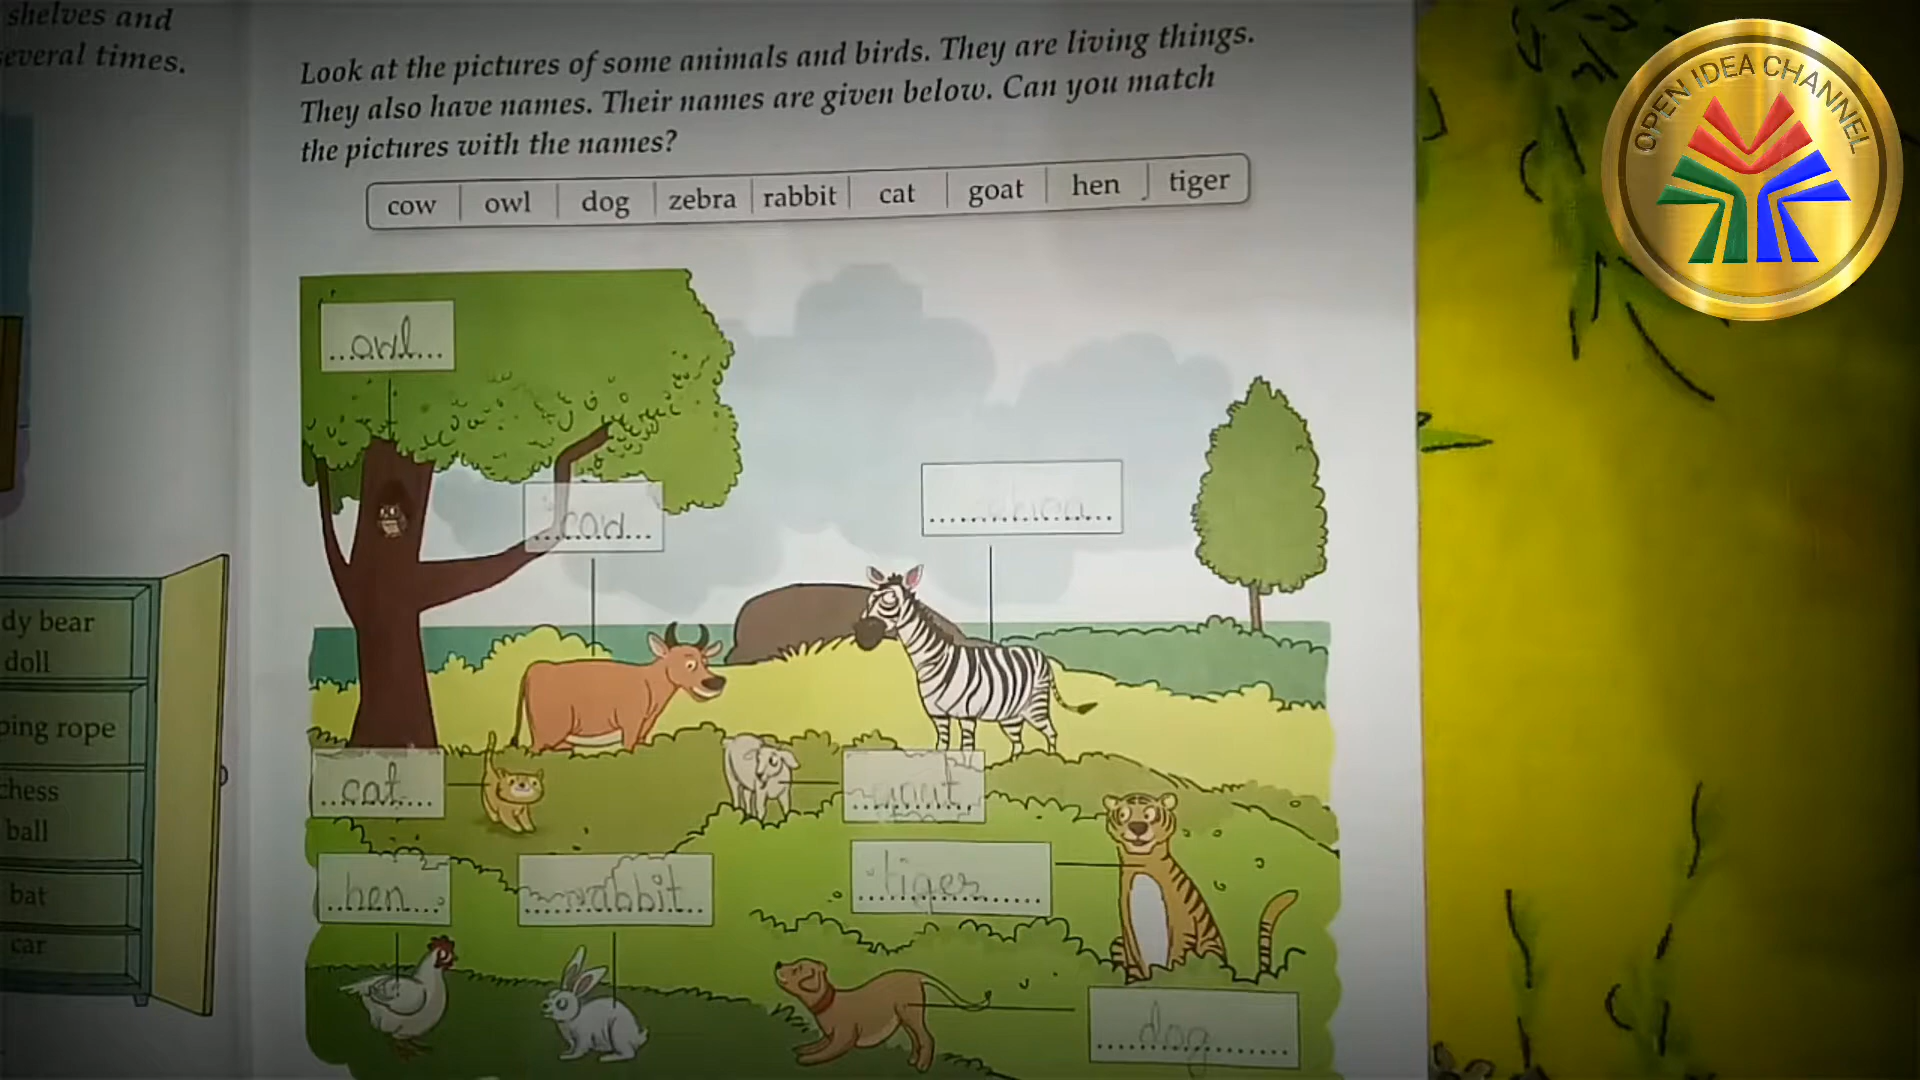 shelves and
several times.
Look at the pictures of some animals and birds. They are living things.
They also have names. Their names are given below. Can you match
the pictures with the names?
cow owl dog zebra rabbit cat goat hen tiger
owl
cow
cat
goat
hen
rabbit
tiger
dog
dy bear
doll
ping rope
chess
ball
bat
car
OPEN IDEA CHANNEL